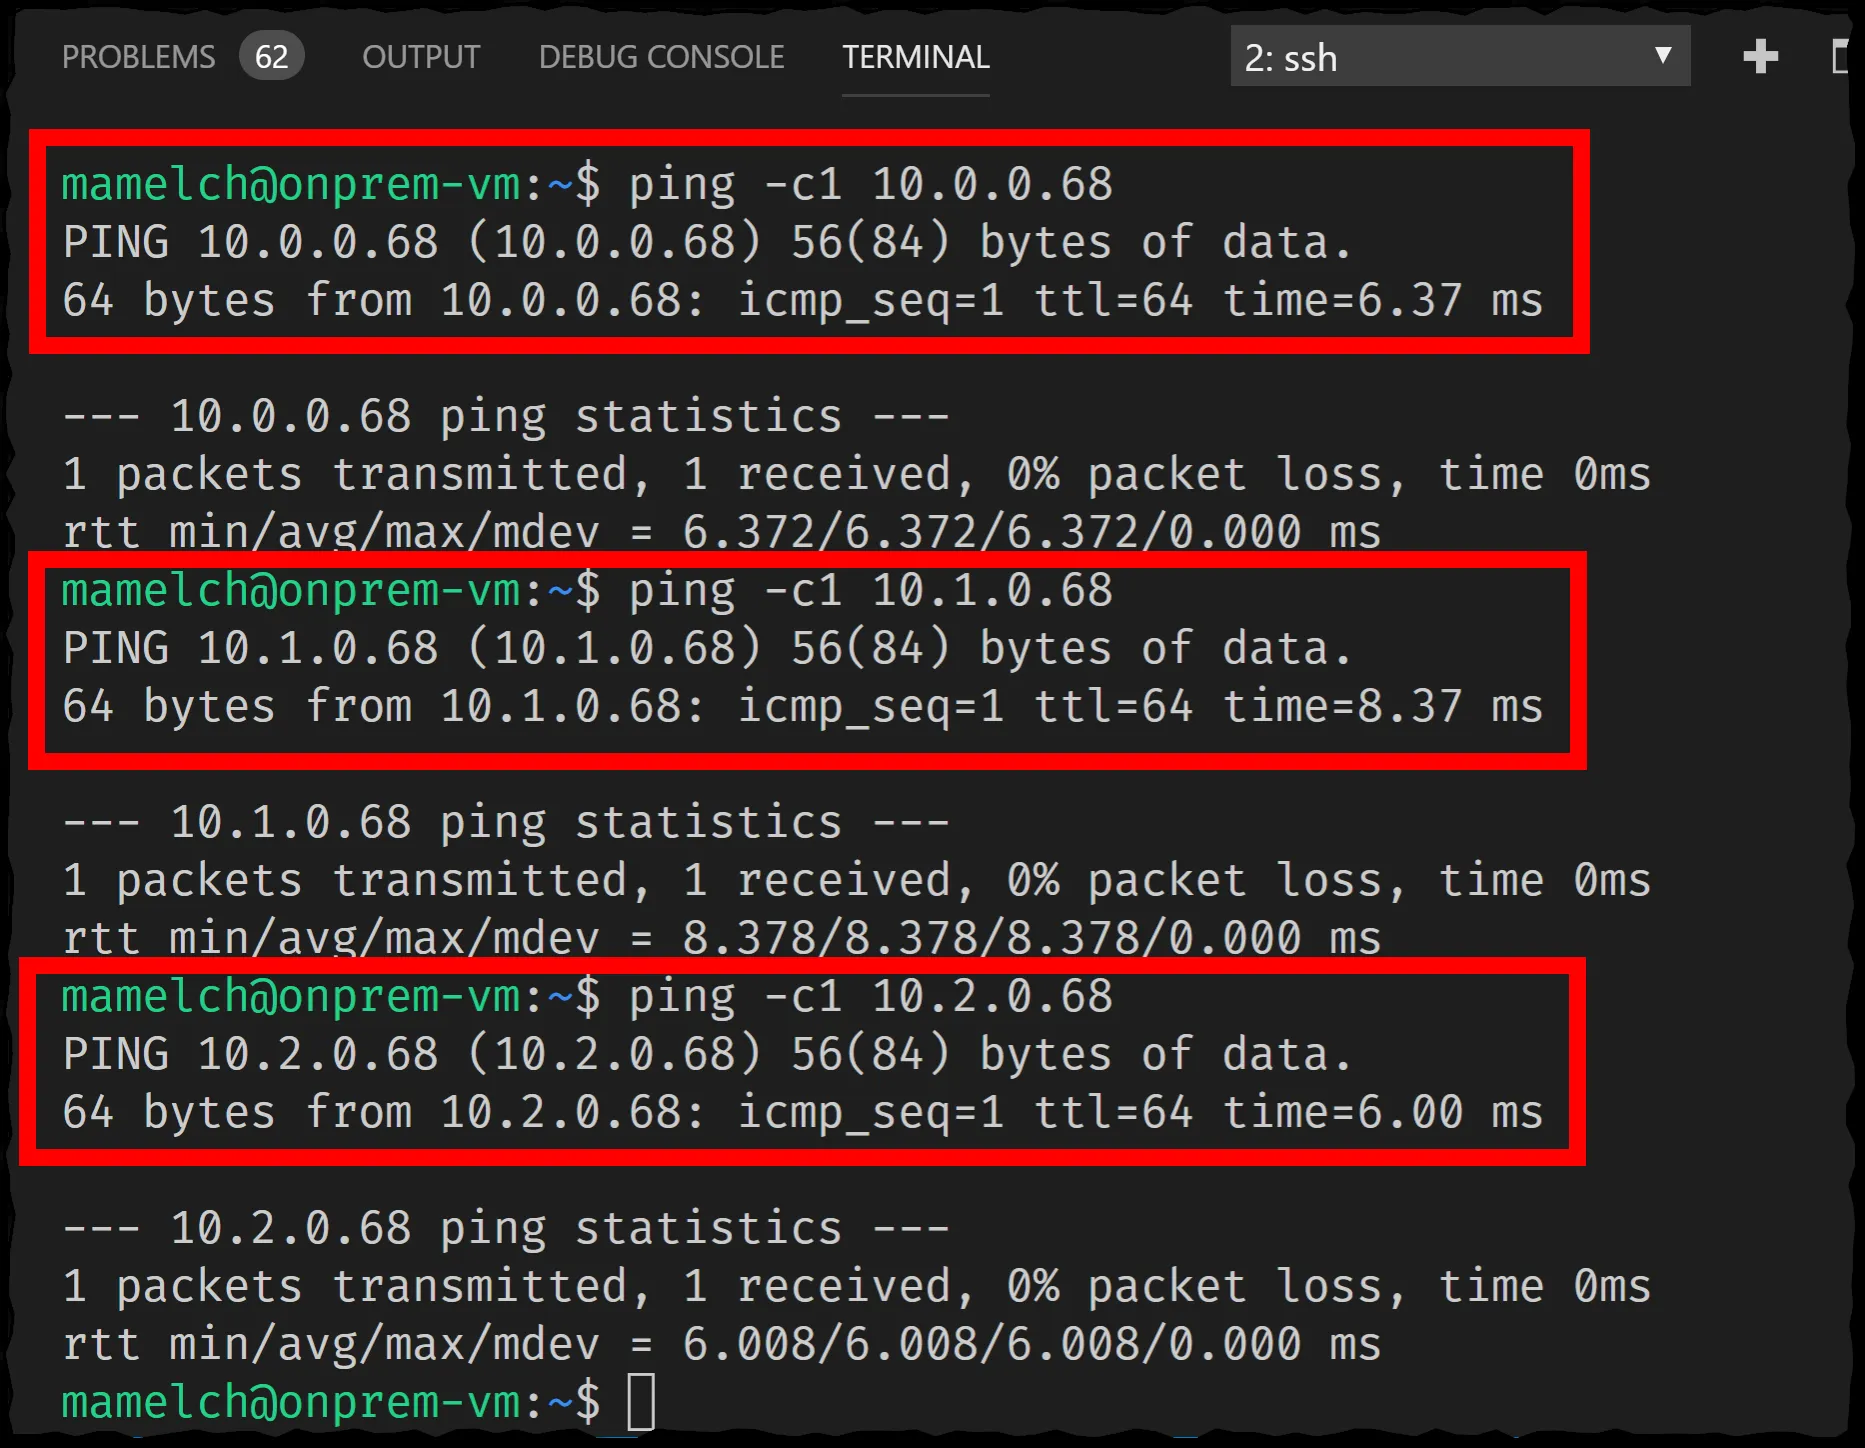 PROBLEMS 62 OUTPUT DEBUG CONSOLE TERMINAL 2: ssh
mamelch@onprem-vm:~$ ping -c1 10.0.0.68
PING 10.0.0.68 (10.0.0.68) 56(84) bytes of data.
64 bytes from 10.0.0.68: icmp_seq=1 ttl=64 time=6.37 ms
--- 10.0.0.68 ping statistics ---
1 packets transmitted, 1 received, 0% packet loss, time 0ms
rtt min/avg/max/mdev = 6.372/6.372/6.372/0.000 ms
mamelch@onprem-vm:~$ ping -c1 10.1.0.68
PING 10.1.0.68 (10.1.0.68) 56(84) bytes of data.
64 bytes from 10.1.0.68: icmp_seq=1 ttl=64 time=8.37 ms
--- 10.1.0.68 ping statistics ---
1 packets transmitted, 1 received, 0% packet loss, time 0ms
rtt min/avg/max/mdev = 8.378/8.378/8.378/0.000 ms
mamelch@onprem-vm:~$ ping -c1 10.2.0.68
PING 10.2.0.68 (10.2.0.68) 56(84) bytes of data.
64 bytes from 10.2.0.68: icmp_seq=1 ttl=64 time=6.00 ms
--- 10.2.0.68 ping statistics ---
1 packets transmitted, 1 received, 0% packet loss, time 0ms
rtt min/avg/max/mdev = 6.008/6.008/6.008/0.000 ms
mamelch@onprem-vm:~$